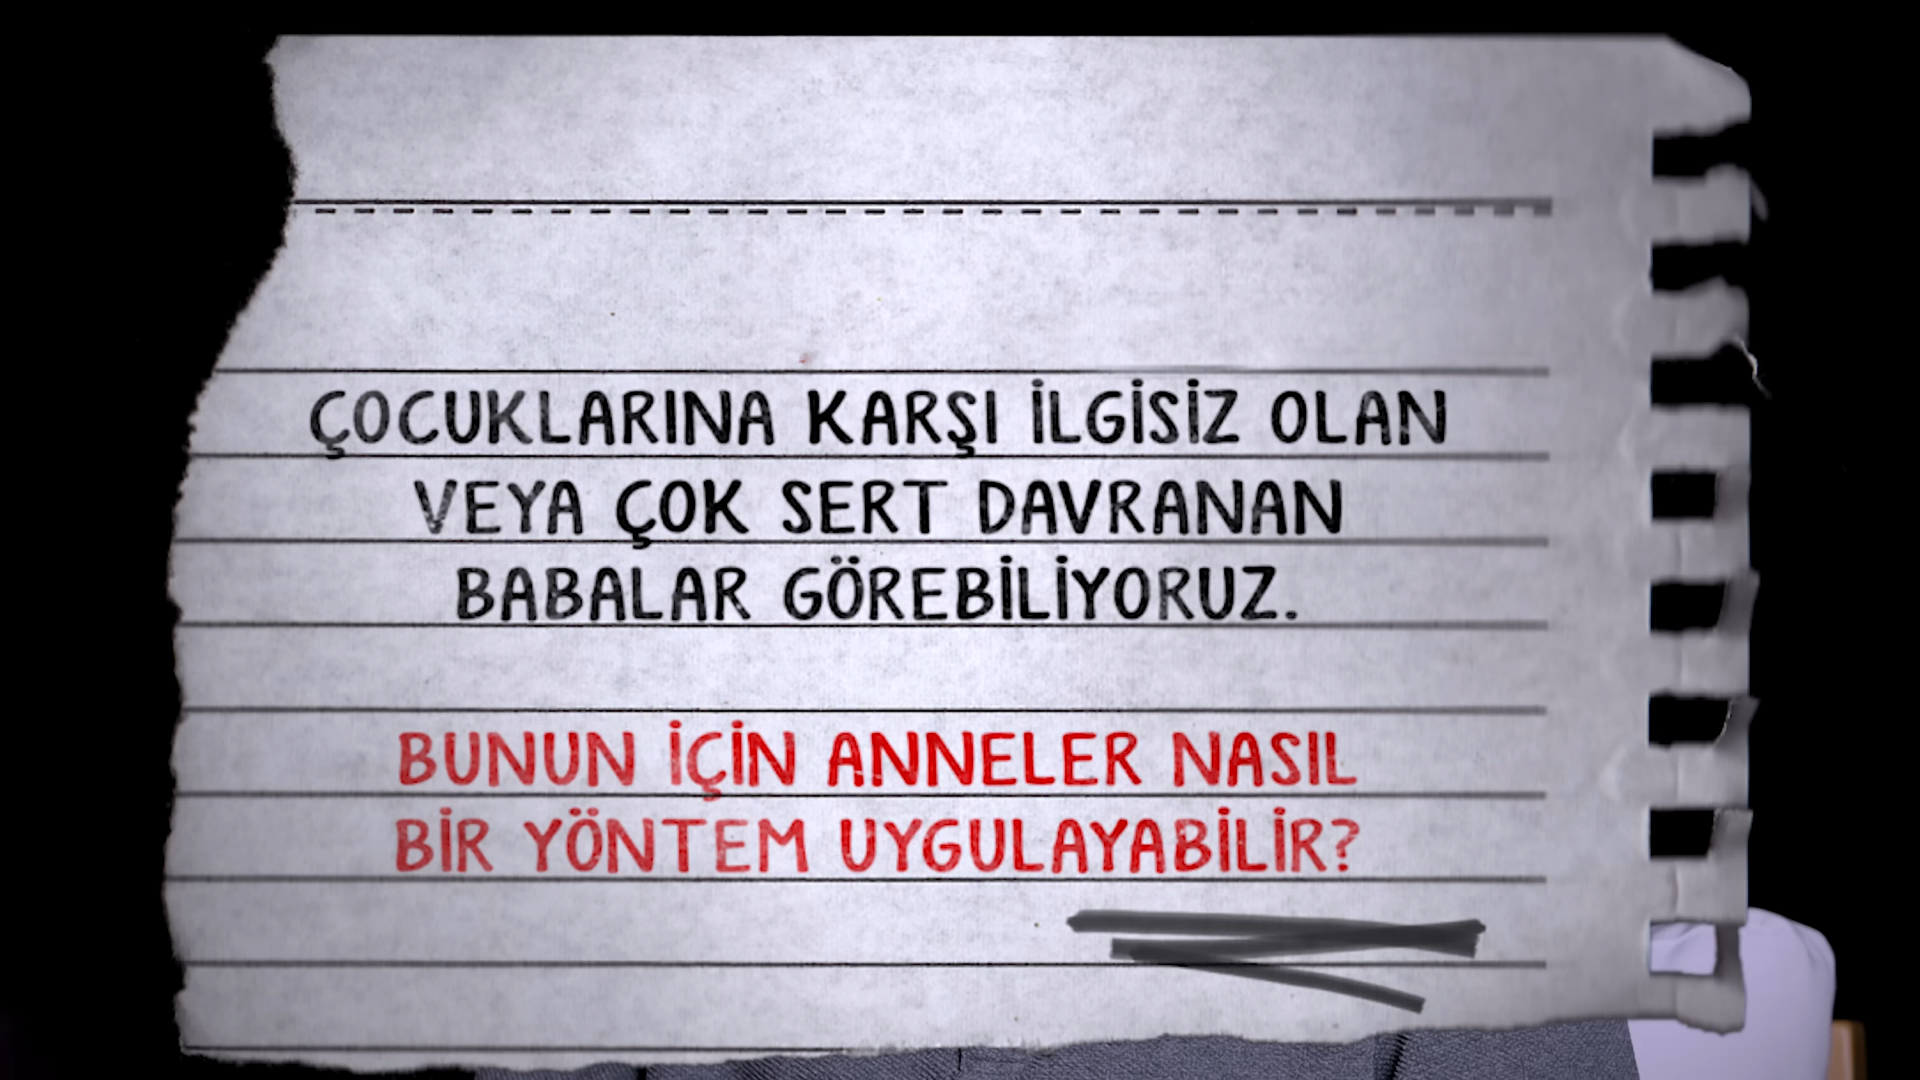 ÇOCUKLARINA KARŞI İLGİSİZ OLAN
VEYA ÇOK SERT DAVRANAN
BABALAR GÖREBİLİYORUZ.
BUNUN İÇİN ANNELER NASIL
BİR YÖNTEM UYGULAYABİLİR?